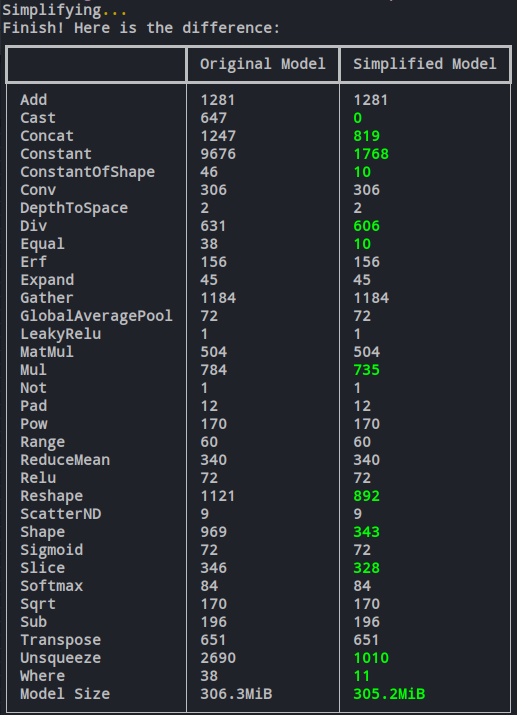 Simplifying...
Finish! Here is the difference:
Original Model Simplified Model
Add 1281 1281
Cast 647 0
Concat 1247 819
Constant 9676 1768
ConstantOfShape 46 10
Conv 306 306
DepthToSpace 2 2
Div 631 606
Equal 38 10
Erf 156 156
Expand 45 45
Gather 1184 1184
GlobalAveragePool 72 72
LeakyRelu 1 1
MatMul 504 504
Mul 784 735
Not 1 1
Pad 12 12
Pow 170 170
Range 60 60
ReduceMean 340 340
Relu 72 72
Reshape 1121 892
ScatterND 9 9
Shape 969 343
Sigmoid 72 72
Slice 346 328
Softmax 84 84
Sqrt 170 170
Sub 196 196
Transpose 651 651
Unsqueeze 2690 1010
Where 38 11
Model Size 306.3MiB 305.2MiB